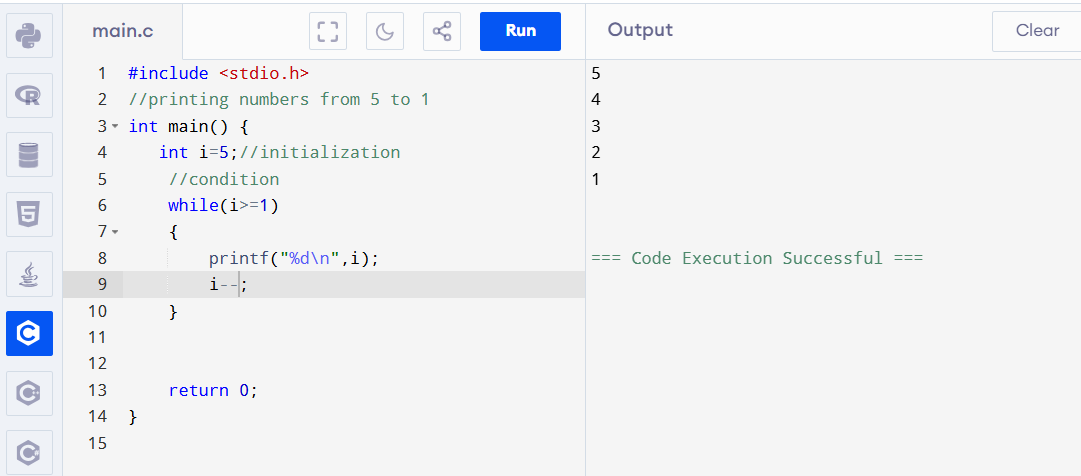 main.c
Run
Output
Clear
1 #include <stdio.h>
2 //printing numbers from 5 to 1
3 int main() {
4    int i=5;//initialization
5     //condition
6     while(i>=1)
7     {
8         printf("%d\n",i);
9         i--;
10     }
11
12
13     return 0;
14 }
15
5
4
3
2
1
=== Code Execution Successful ===